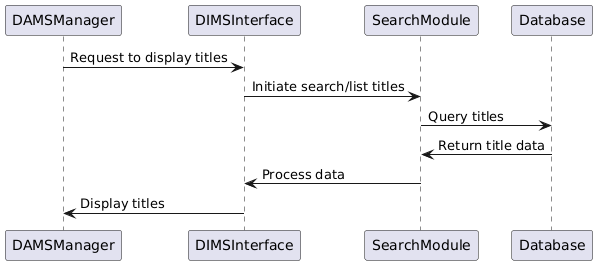 DAMSManager DIMSInterface SearchModule Database
Request to display titles
Initiate search/list titles
Query titles
Return title data
Process data
Display titles
DAMSManager DIMSInterface SearchModule Database